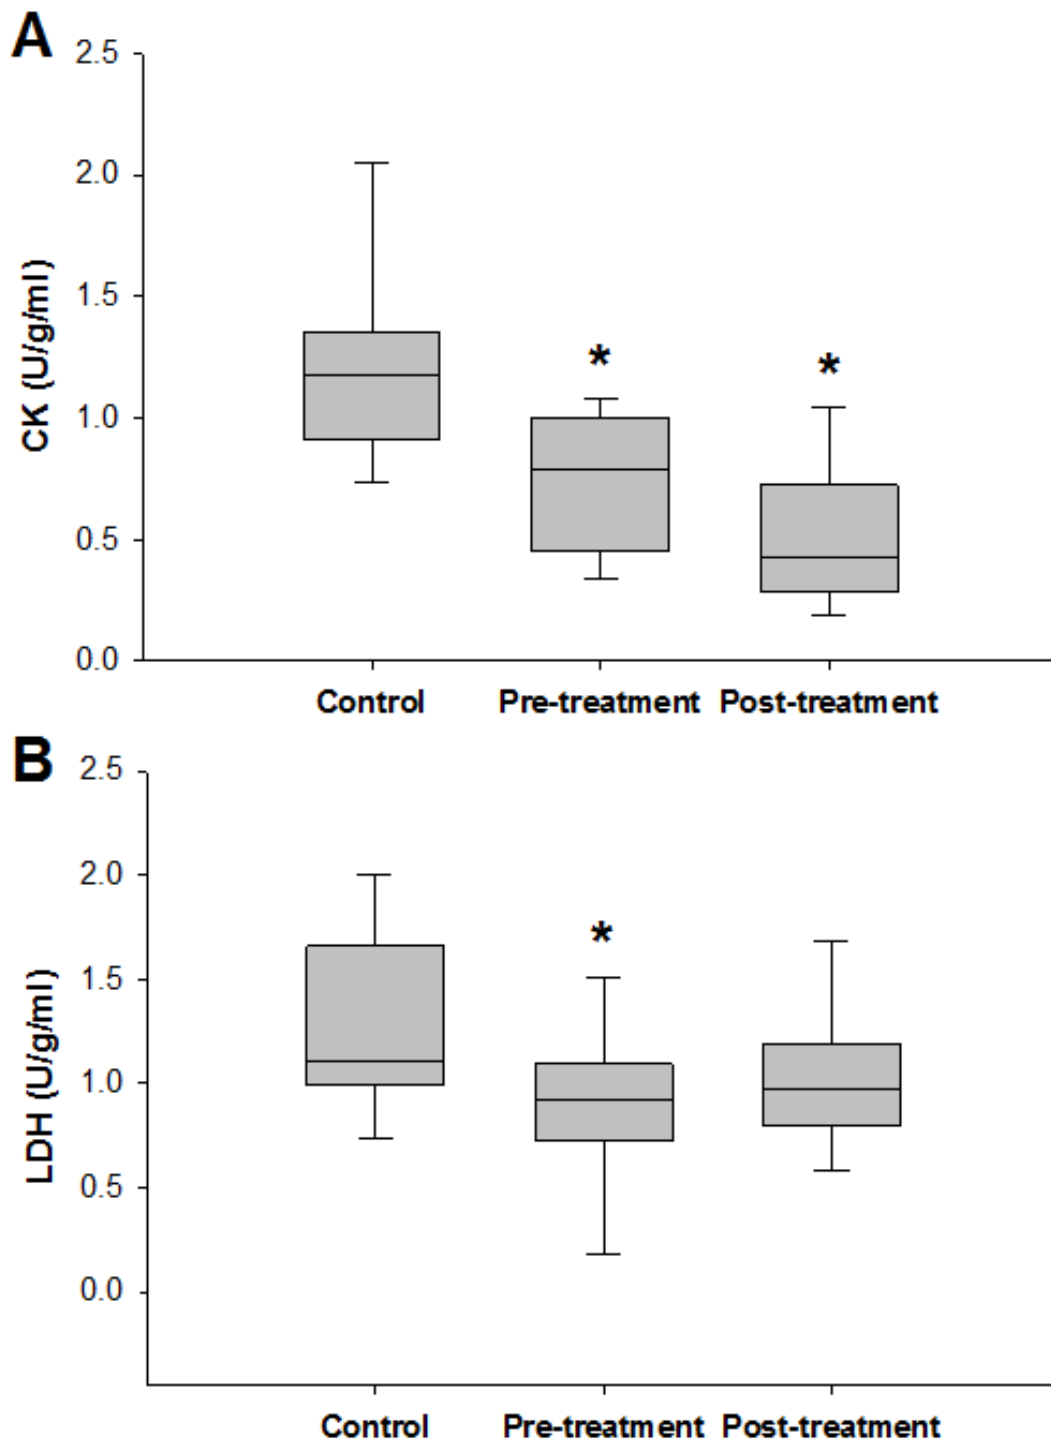 A
2.5
2.0
1.5
1.0
0.5
0.0
CK (U/g/ml)
*
*
Control Pre-treatment Post-treatment
B
2.5
2.0
1.5
1.0
0.5
0.0
LDH (U/g/ml)
*
Control Pre-treatment Post-treatment